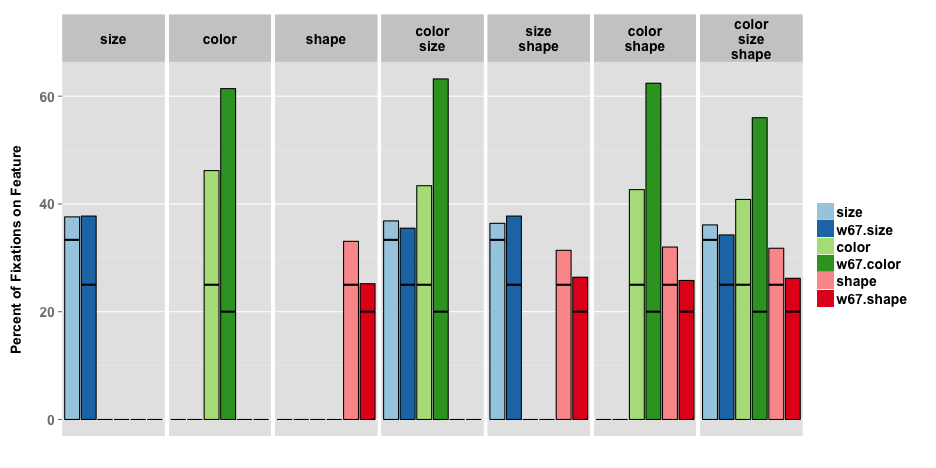 size
color
shape
color
size
size
shape
color
shape
color
size
shape
Percent of Fixations on Feature
60
40
20
0
size
w67.size
color
w67.color
shape
w67.shape